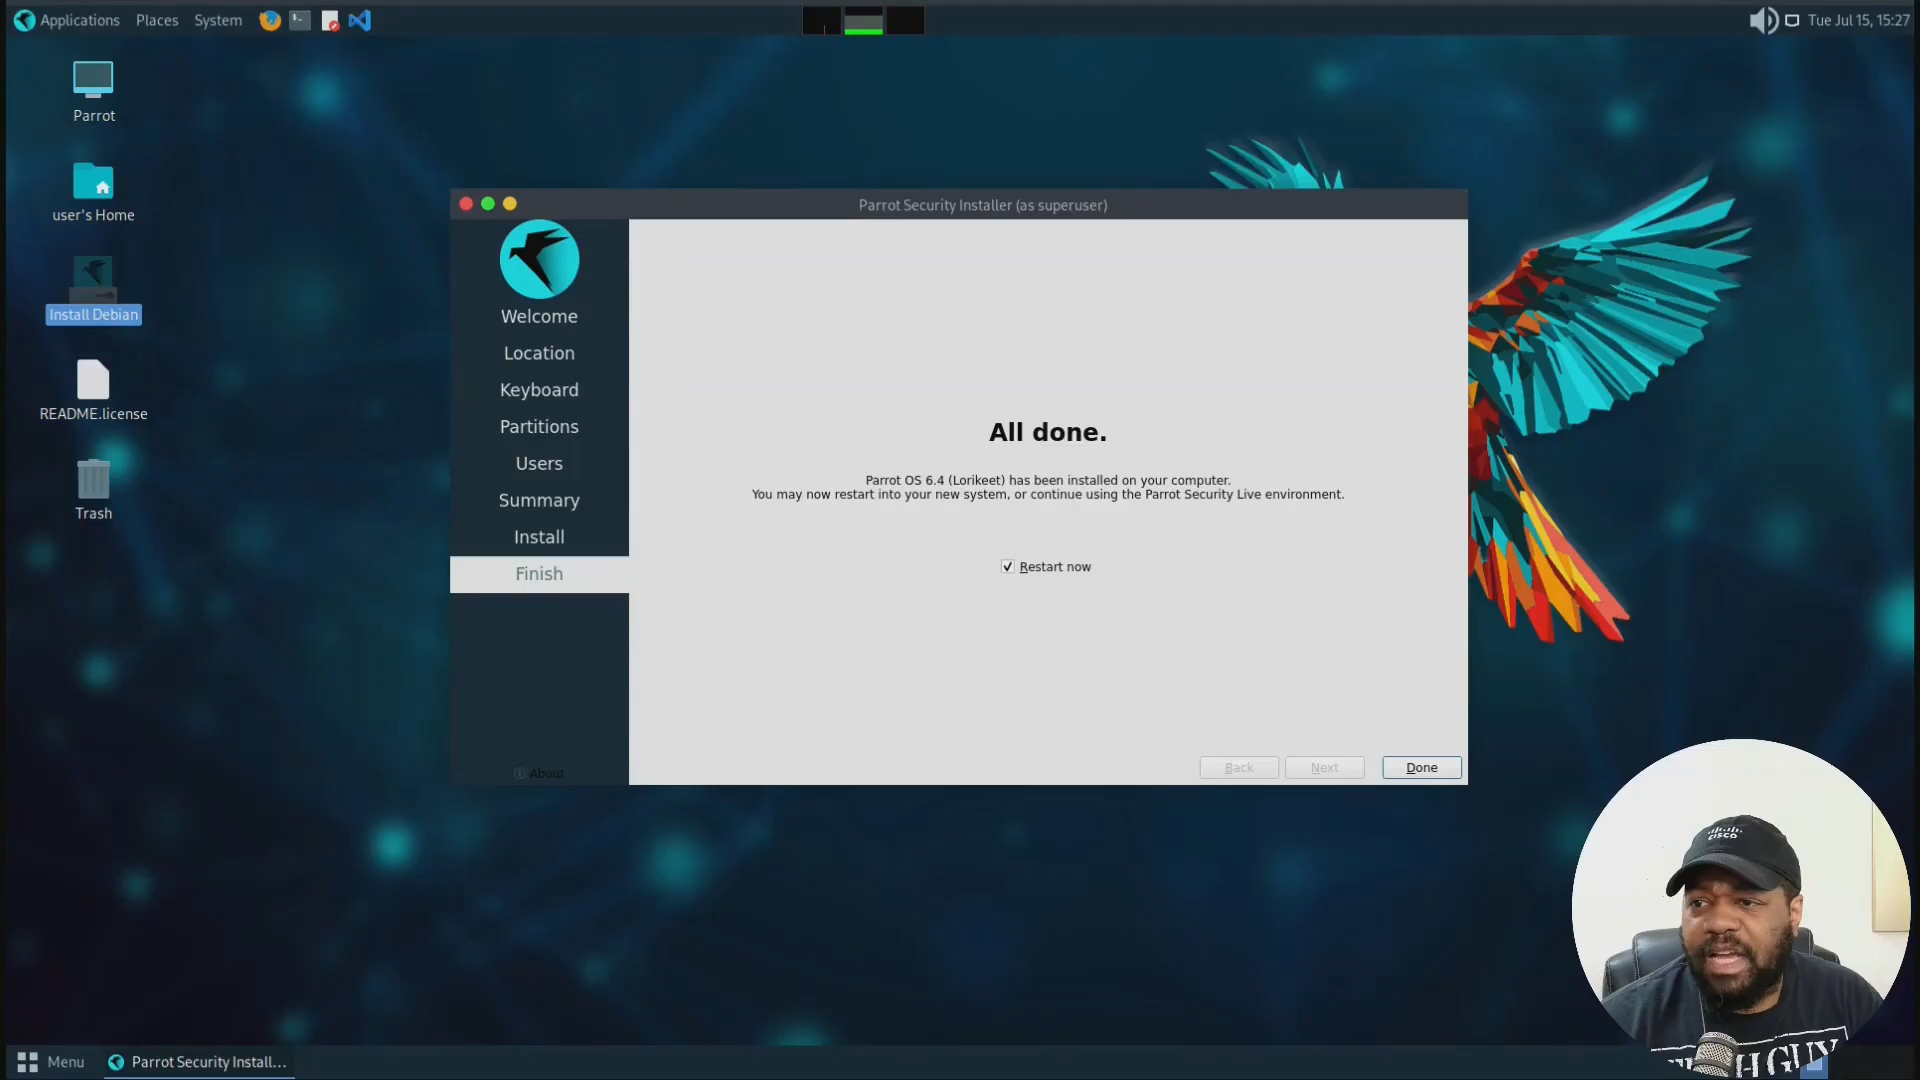 Applications Places System
Tue Jul 15, 15:27
Parrot
user's Home
Install Debian
README.license
Trash
Parrot Security Installer (as superuser)
Welcome
Location
Keyboard
Partitions
Users
Summary
Install
Finish
About
All done.
Parrot OS 6.4 (Lorikeet) has been installed on your computer.
You may now restart into your new system, or continue using the Parrot Security Live environment.
Restart now
Back Next Done
cisco
GUY
Menu Parrot Security Install...